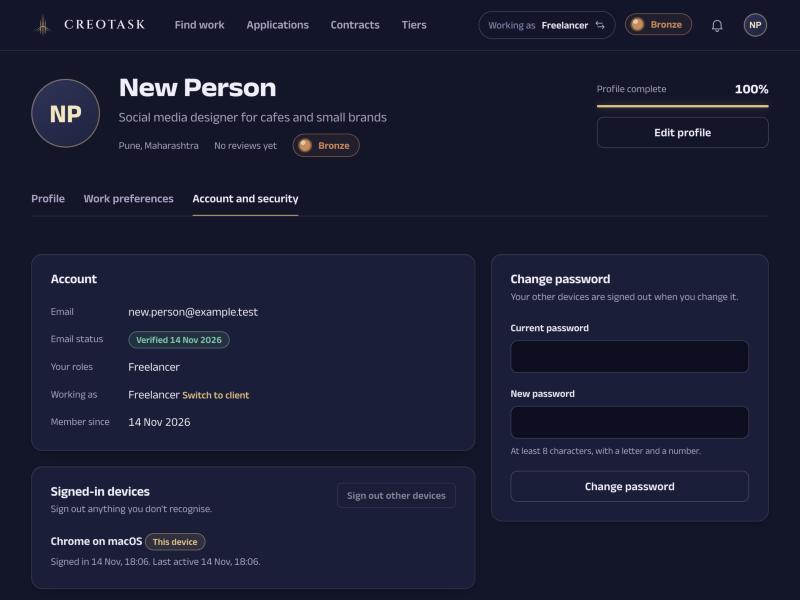 CREOTASK
Find work
Applications
Contracts
Tiers
Working as Freelancer
Bronze
NP
NP
New Person
Social media designer for cafes and small brands
Pune, Maharashtra
No reviews yet
Bronze
Profile complete 100%
Edit profile
Profile
Work preferences
Account and security
Account
Email new.person@example.test
Email status Verified 14 Nov 2026
Your roles Freelancer
Working as Freelancer Switch to client
Member since 14 Nov 2026
Signed-in devices
Sign out anything you don't recognise.
Sign out other devices
Chrome on macOS This device
Signed in 14 Nov, 18:06. Last active 14 Nov, 18:06.
Change password
Your other devices are signed out when you change it.
Current password
New password
At least 8 characters, with a letter and a number.
Change password